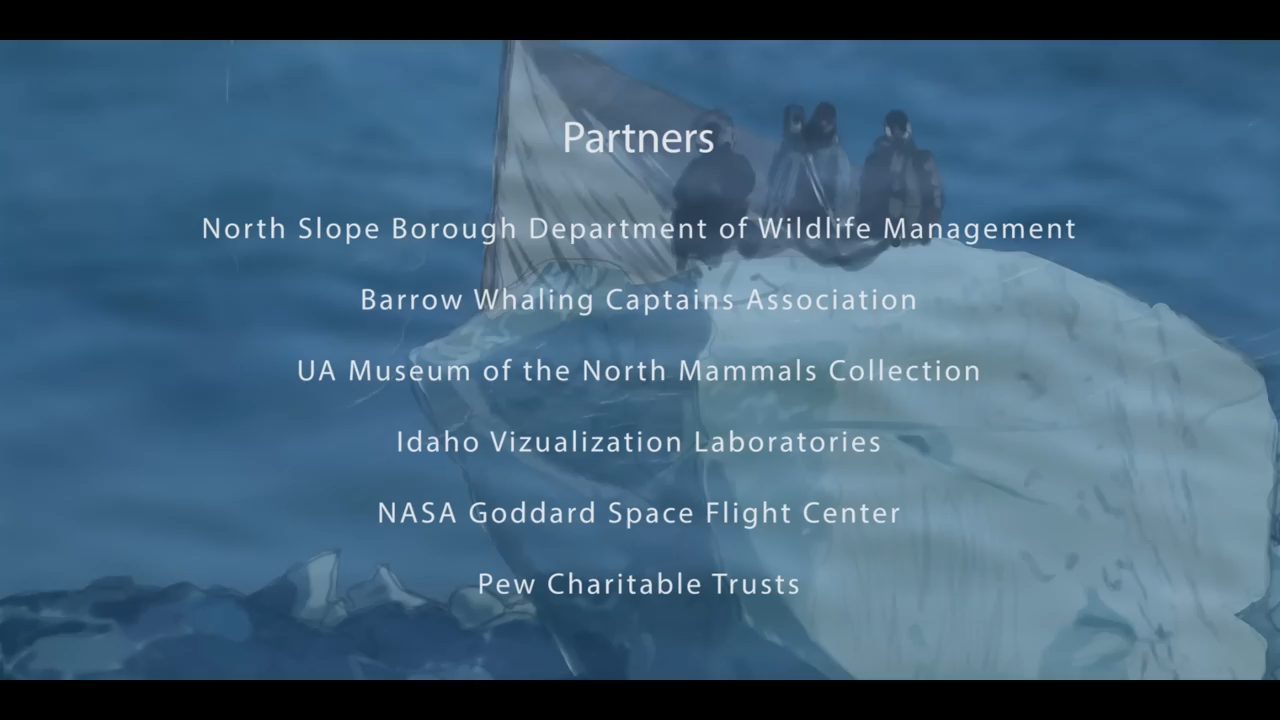 Partners
North Slope Borough Department of Wildlife Management
Barrow Whaling Captains Association
UA Museum of the North Mammals Collection
Idaho Vizualization Laboratories
NASA Goddard Space Flight Center
Pew Charitable Trusts